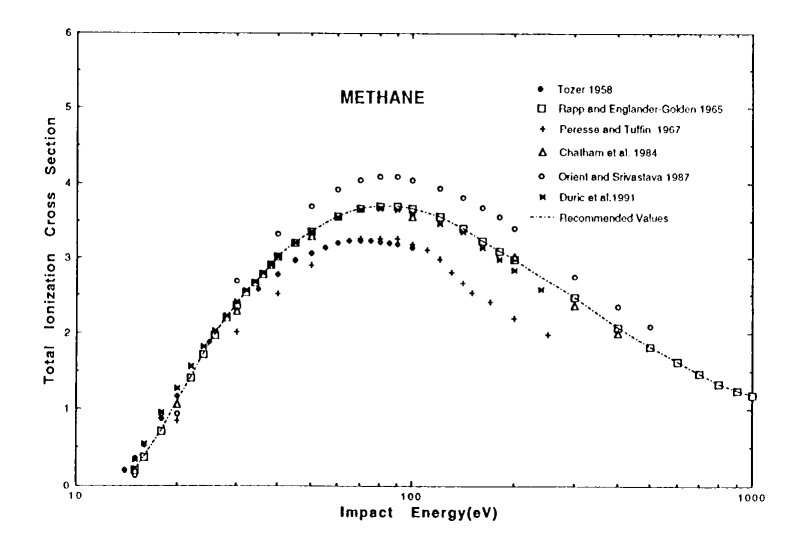 6
5
4
3
2
1
0
Total Ionization Cross Section
METHANE
Tozer 1958
Rapp and Englander-Golden 1965
Peresse and Tuffin 1967
Chatham et al. 1984
Orient and Srivastava 1987
Duric et al.1991
Recommended Values
10
100
1000
Impact Energy(eV)